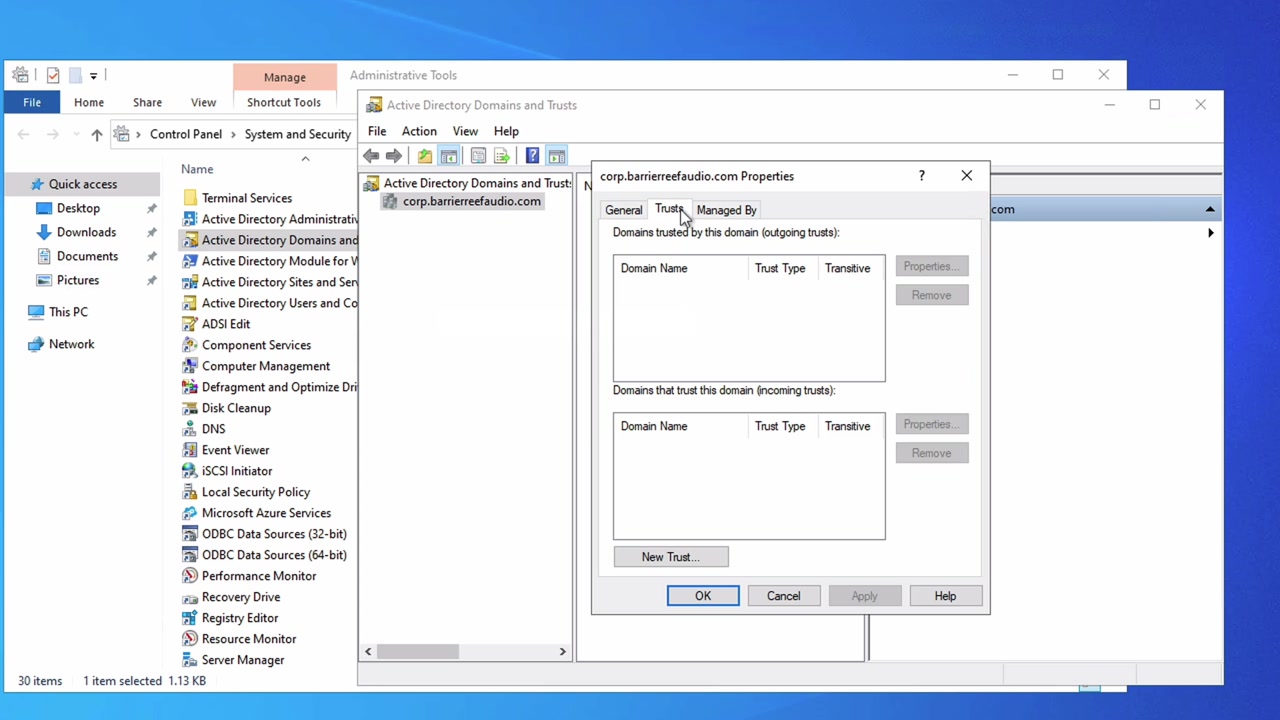 Manage
Administrative Tools
File
Home
Share
View
Shortcut Tools
Control Panel
System and Security
Quick access
Desktop
Downloads
Documents
Pictures
This PC
Network
Name
Terminal Services
Active Directory Administrativ
Active Directory Domains and
Active Directory Module for W
Active Directory Sites and Ser
Active Directory Users and Co
ADSI Edit
Component Services
Computer Management
Defragment and Optimize Dri
Disk Cleanup
DNS
Event Viewer
iSCSI Initiator
Local Security Policy
Microsoft Azure Services
ODBC Data Sources (32-bit)
ODBC Data Sources (64-bit)
Performance Monitor
Recovery Drive
Registry Editor
Resource Monitor
Server Manager
30 items
1 item selected 1.13 KB
Active Directory Domains and Trusts
File Action View Help
Active Directory Domains and Trusts
corp.barrierreefaudio.com
N
com
corp.barrierreefaudio.com Properties
General Trusts Managed By
Domains trusted by this domain (outgoing trusts):
Domain Name Trust Type Transitive
Properties...
Remove
Domains that trust this domain (incoming trusts):
Domain Name Trust Type Transitive
Properties...
Remove
New Trust...
OK Cancel Apply Help